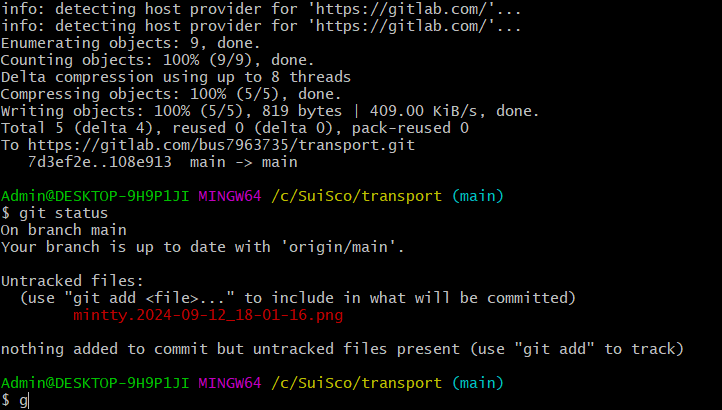 info: detecting host provider for 'https://gitlab.com/'...
info: detecting host provider for 'https://gitlab.com/'...
Enumerating objects: 9, done.
Counting objects: 100% (9/9), done.
Delta compression using up to 8 threads
Compressing objects: 100% (5/5), done.
Writing objects: 100% (5/5), 819 bytes | 409.00 KiB/s, done.
Total 5 (delta 4), reused 0 (delta 0), pack-reused 0
To https://gitlab.com/bus7963735/transport.git
   7d3ef2e..108e913  main -> main

Admin@DESKTOP-9H9P1JI MINGW64 /c/SuiSco/transport (main)
$ git status
On branch main
Your branch is up to date with 'origin/main'.

Untracked files:
  (use "git add <file>..." to include in what will be committed)
        mintty.2024-09-12_18-01-16.png

nothing added to commit but untracked files present (use "git add" to track)

Admin@DESKTOP-9H9P1JI MINGW64 /c/SuiSco/transport (main)
$ g